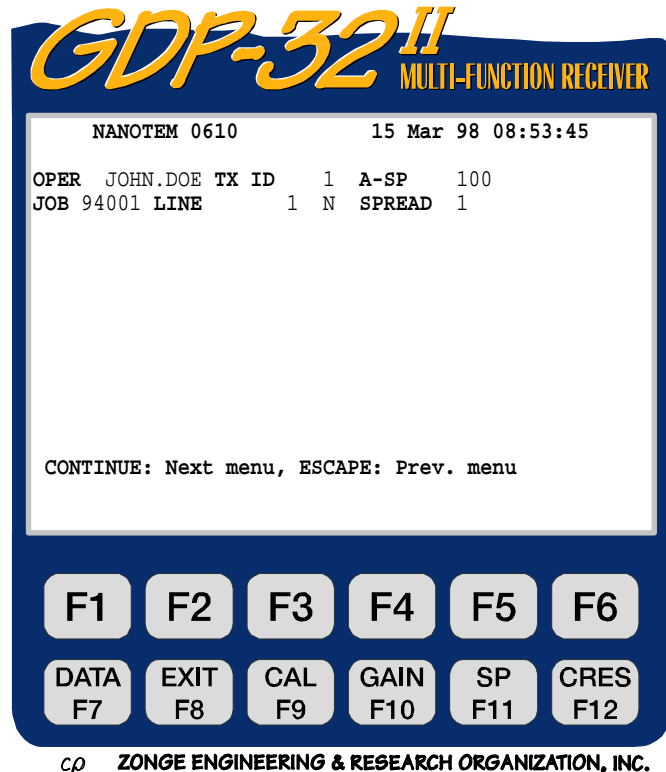 GDP-32 II
MULTI-FUNCTION RECEIVER
NANOTEM 0610 15 Mar 98 08:53:45
OPER JOHN.DOE TX ID 1 A-SP 100
JOB 94001 LINE 1 N SPREAD 1
CONTINUE: Next menu, ESCAPE: Prev. menu
F1 F2 F3 F4 F5 F6
DATA EXIT CAL GAIN SP CRES
F7 F8 F9 F10 F11 F12
ZONGE ENGINEERING & RESEARCH ORGANIZATION, INC.